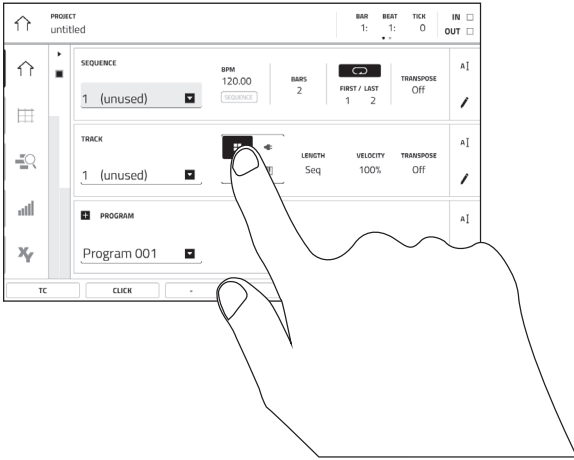 PROJECT
untitled
BAR BEAT TICK
1: 1: 0
IN
OUT
SEQUENCE
1 (unused)
BPM
120.00
SEQUENCE
BARS
2
FIRST / LAST
1 2
TRANSPOSE
Off
A
TRACK
1 (unused)
LENGTH
Seq
VELOCITY
100%
TRANSPOSE
Off
A
PROGRAM
Program 001
A
XY
TC
CLICK
-